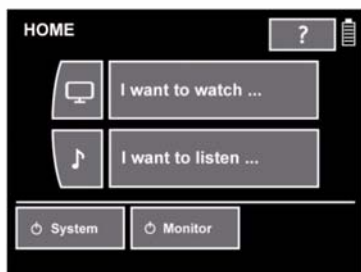 HOME
?
I want to watch ...
I want to listen ...
System
Monitor